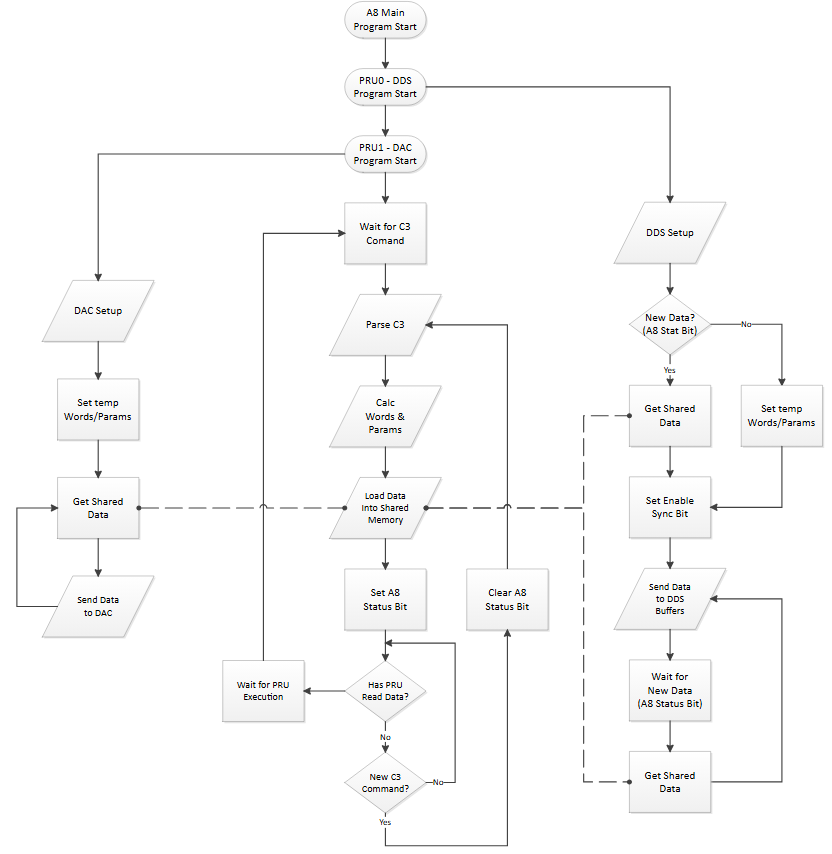 A8 Main
Program Start
PRU0 - DDS
Program Start
PRU1 - DAC
Program Start
Wait for C3
Comand
DDS Setup
DAC Setup
Parse C3
New Data?
(A8 Stat Bit)
No
Yes
Set temp
Words/Params
Calc
Words &
Params
Get Shared
Data
Set temp
Words/Params
Get Shared
Data
Load Data
Into Shared
Memory
Set Enable
Sync Bit
Send Data
to DAC
Set A8
Status Bit
Clear A8
Status Bit
Send Data
to DDS
Buffers
Wait for PRU
Execution
Has PRU
Read Data?
Wait for
New Data
(A8 Status Bit)
No
New C3
Command?
No
Get Shared
Data
Yes